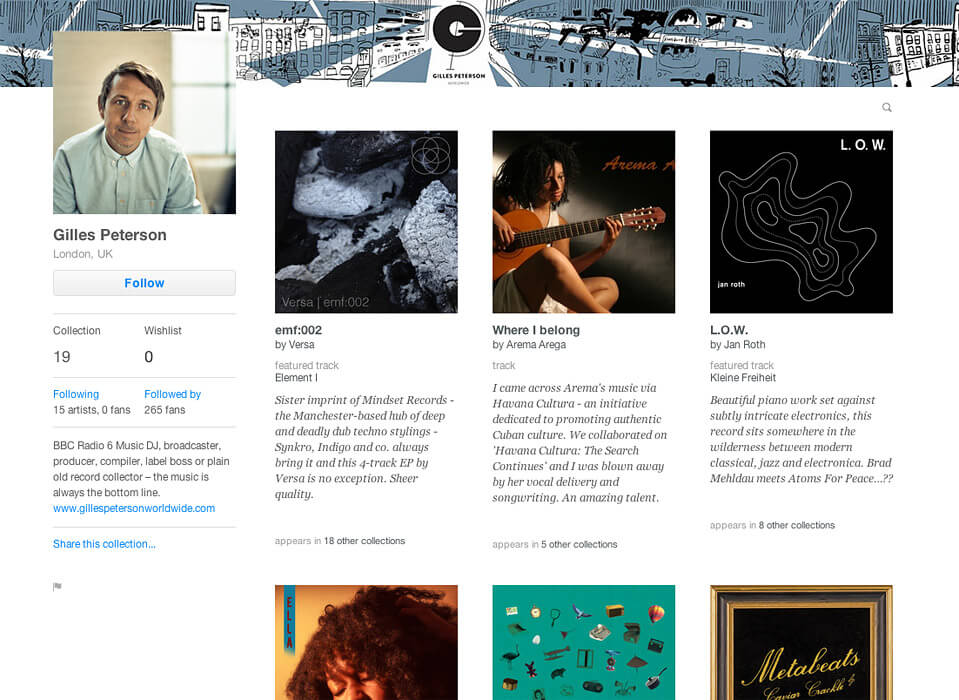 GILLES PETERSON
WORLDWIDE
Gilles Peterson
London, UK
Follow
Collection
Wishlist
19
0
Following
Followed by
15 artists, 0 fans
265 fans
BBC Radio 6 Music DJ, broadcaster,
producer, compiler, label boss or plain
old record collector – the music is
always the bottom line.
www.gillespetersonworldwide.com
Share this collection...
Versa | emf:002
emf:002
by Versa
featured track
Element I
Sister imprint of Mindset Records -
the Manchester-based hub of deep
and deadly dub techno stylings -
Synkro, Indigo and co. always
bring it and this 4-track EP by
Versa is no exception. Sheer
quality.
appears in 18 other collections
Arema A
Where I belong
by Arema Arega
track
I came across Arema's music via
Havana Cultura - an initiative
dedicated to promoting authentic
Cuban culture. We collaborated on
'Havana Cultura: The Search
Continues' and I was blown away
by her vocal delivery and
songwriting. An amazing talent.
appears in 5 other collections
L. O. W.
jan roth
L.O.W.
by Jan Roth
featured track
Kleine Freiheit
Beautiful piano work set against
subtly intricate electronics, this
record sits somewhere in the
wilderness between modern
classical, jazz and electronica. Brad
Mehldau meets Atoms For Peace...??
appears in 8 other collections
ELLA
Metabeats
Caviar Crackle &